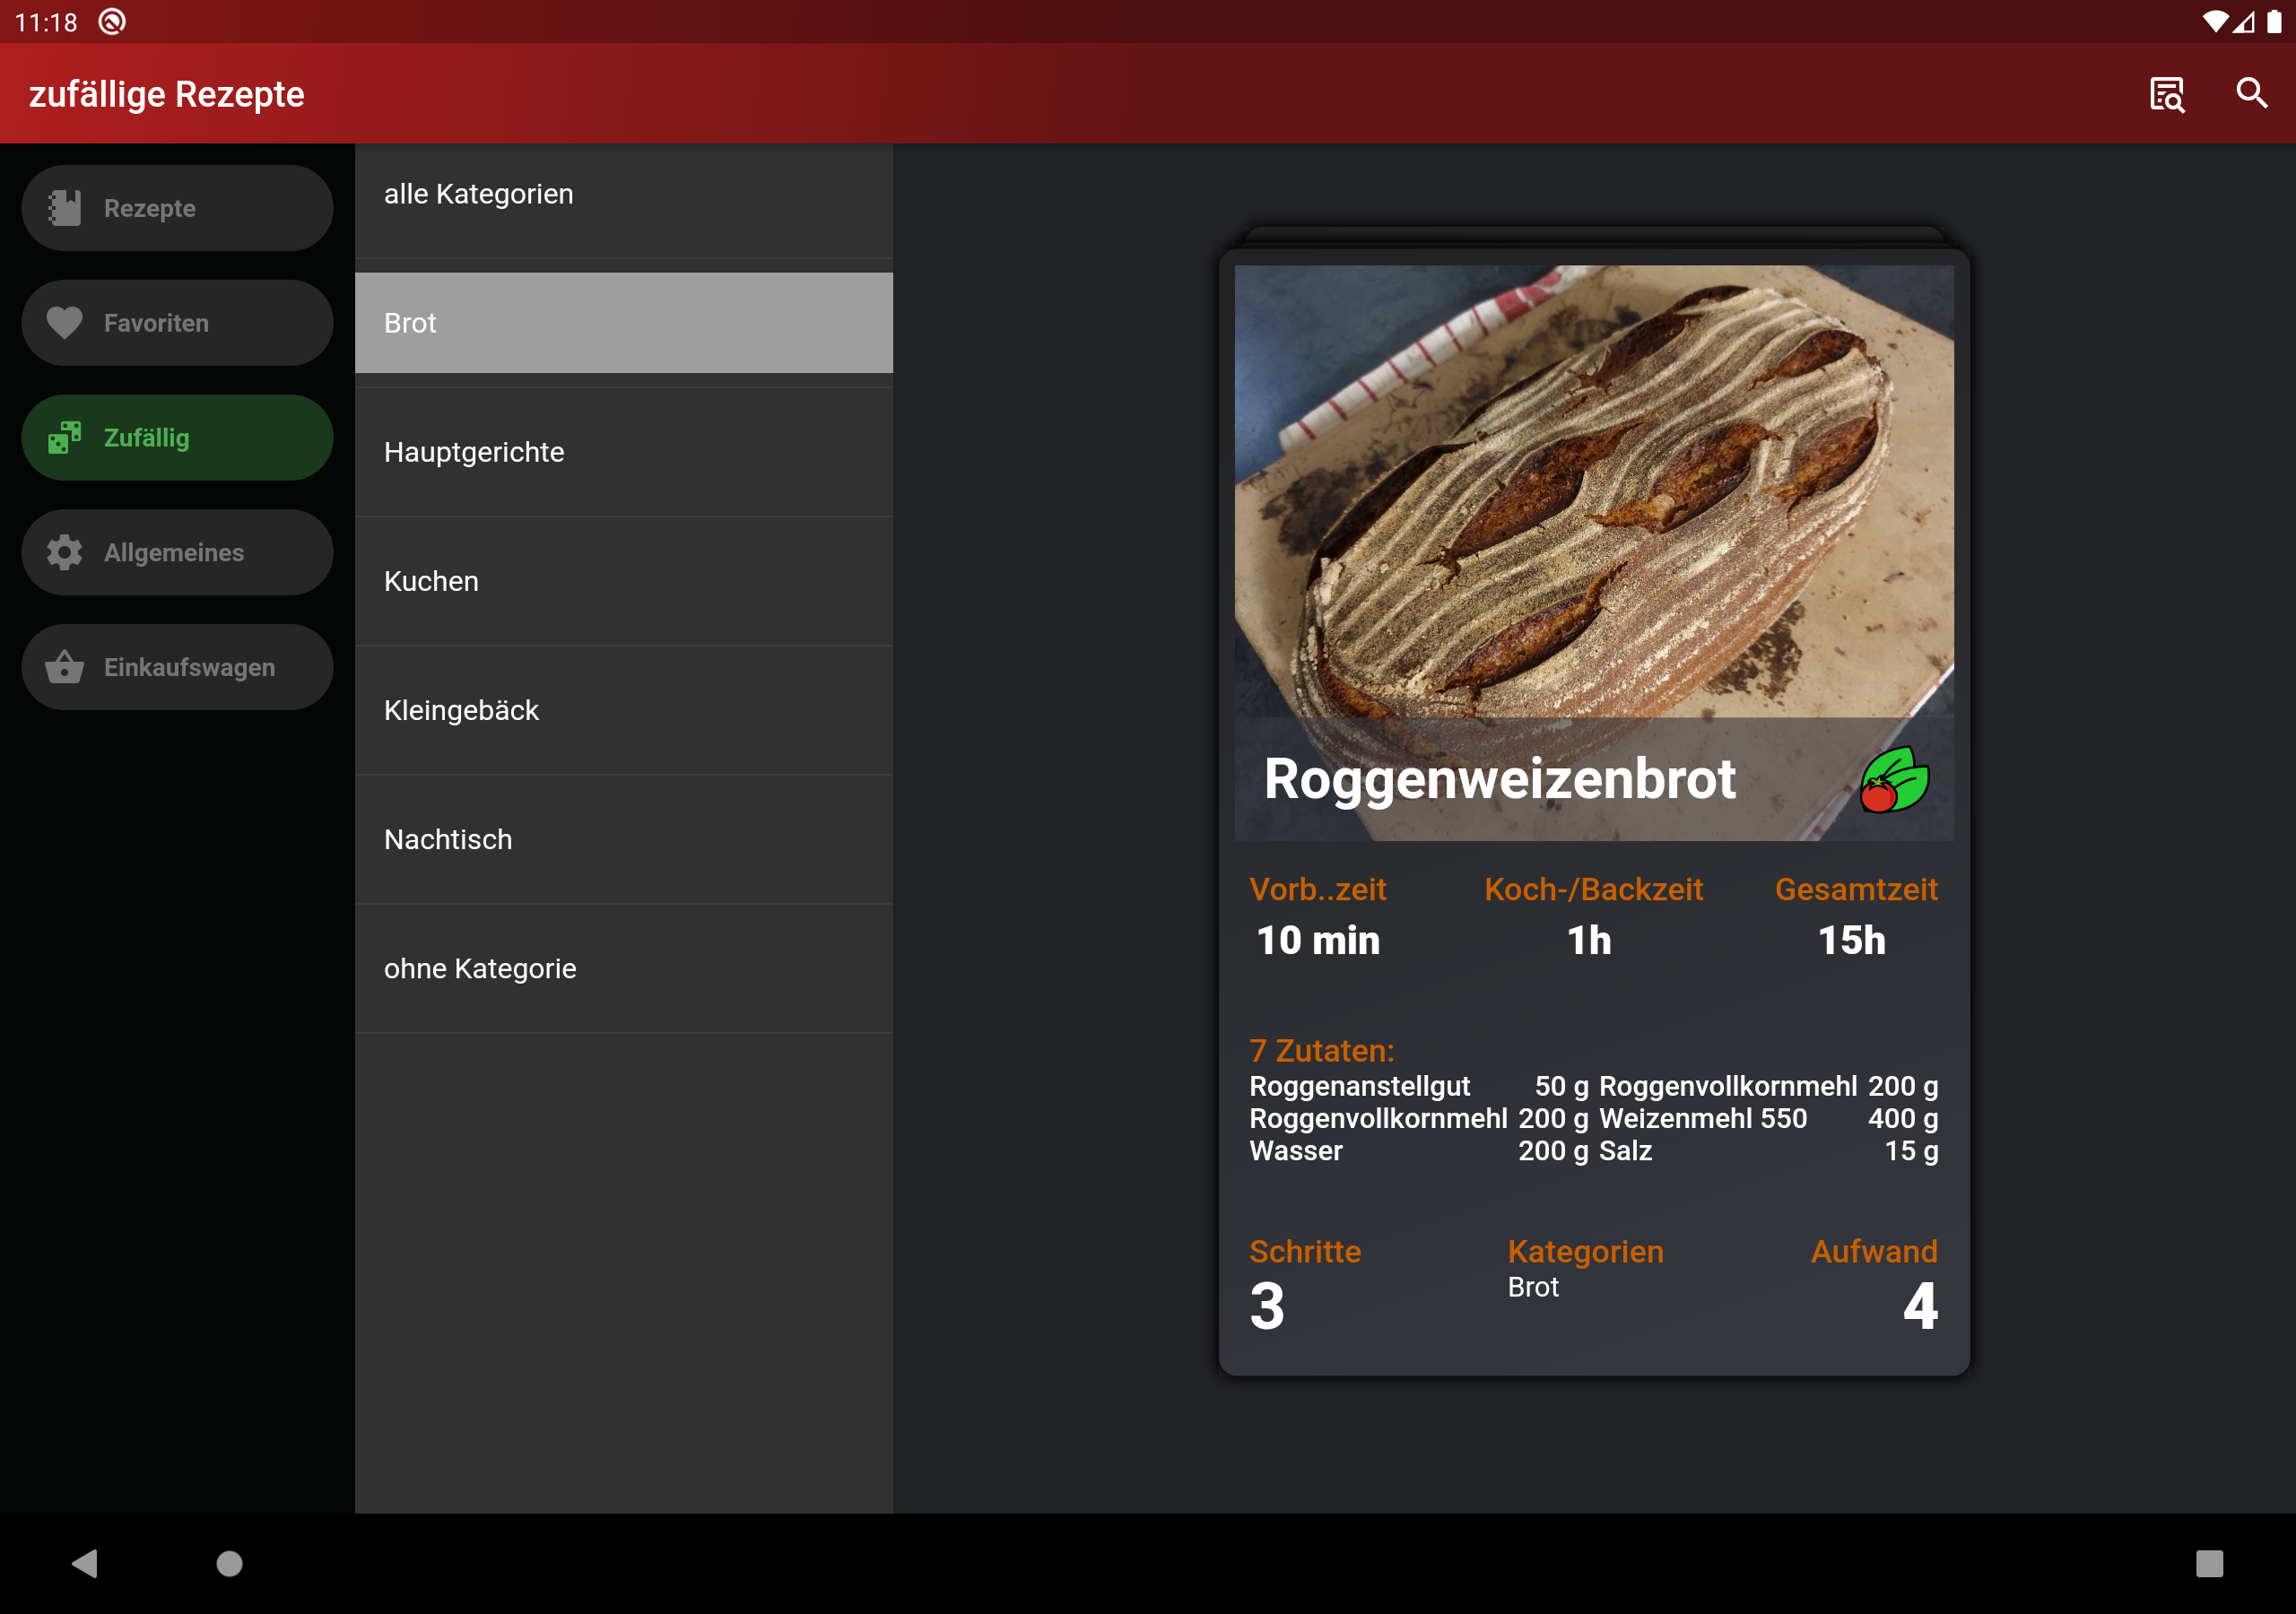 11:18
zufällige Rezepte
Rezepte
Favoriten
Zufällig
Allgemeines
Einkaufswagen
alle Kategorien
Brot
Hauptgerichte
Kuchen
Kleingebäck
Nachtisch
ohne Kategorie
Roggenweizenbrot
Vorb..zeit Koch-/Backzeit Gesamtzeit
10 min 1h 15h
7 Zutaten:
Roggenanstellgut 50 g Roggenvollkornmehl 200 g
Roggenvollkornmehl 200 g Weizenmehl 550 400 g
Wasser 200 g Salz 15 g
Schritte Kategorien Aufwand
3 Brot 4